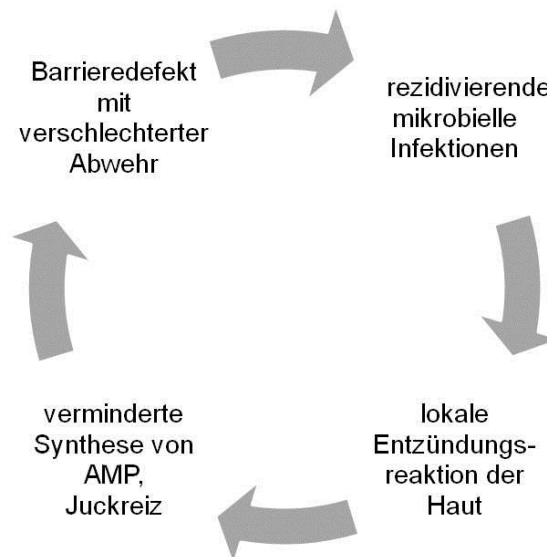 Barrieredefekt
mit
verschlechterter
Abwehr
rezidivierende
mikrobielle
Infektionen
lokale
Entzündungs-
reaktion der
Haut
verminderte
Synthese von
AMP,
Juckreiz